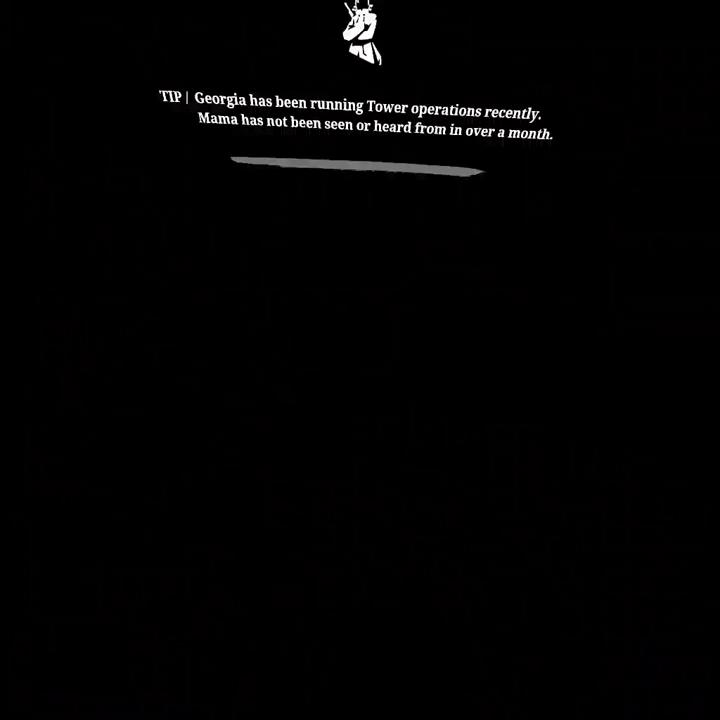 TIP | Georgia has been running Tower operations recently.
Mama has not been seen or heard from in over a month.